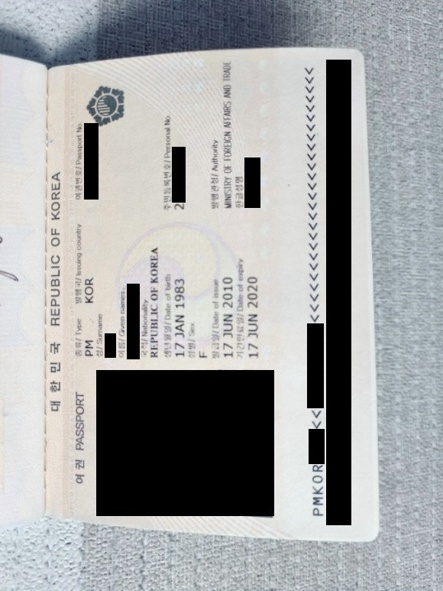 대한민국 REPUBLIC OF KOREA
여권 PASSPORT
종류/Type 발행국/Issuing country 여권번호/Passport No.
PM KOR
성/Surname
이름/Given names
국적/Nationality
REPUBLIC OF KOREA
생년월일/Date of birth 주민등록번호/Personal No.
17 JAN 1983 2
성별/Sex
F
발급일/Date of issue 발행관청/Authority
17 JUN 2010 MINISTRY OF FOREIGN AFFAIRS AND TRADE
기간만료일/Date of expiry 한글성명
17 JUN 2020
PMKOR <<<<<<<<<<<<<<<<<<<<<<<<